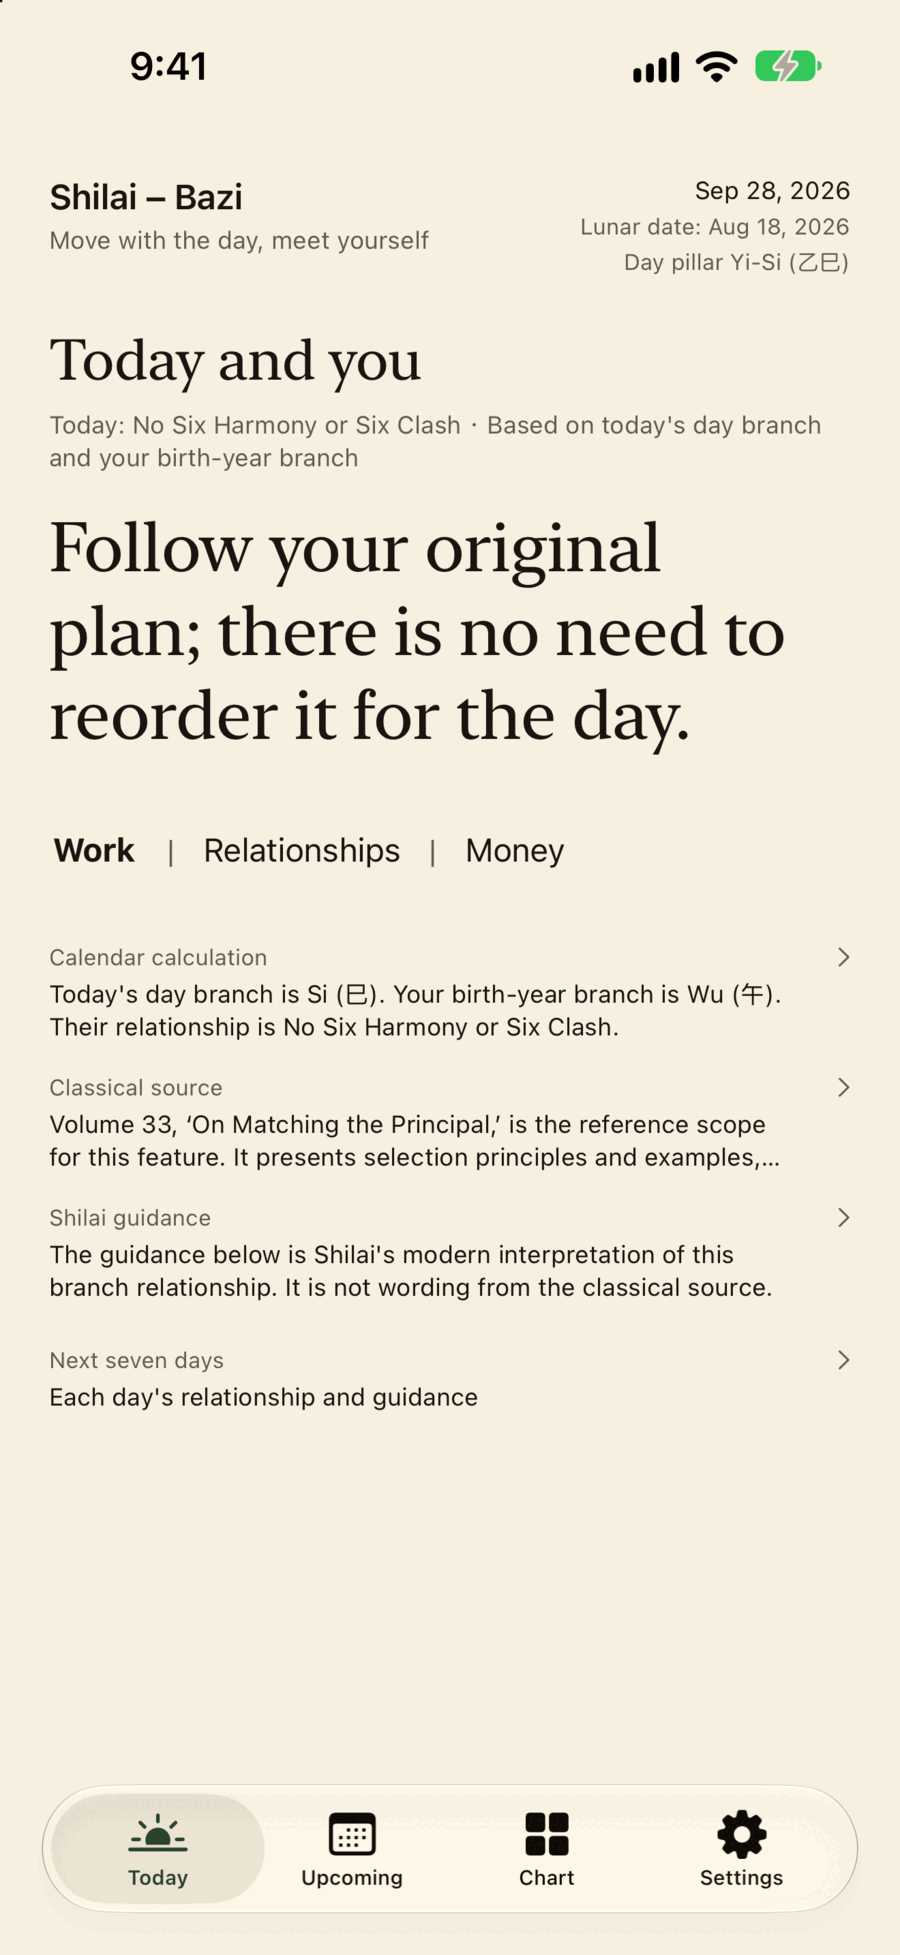 9:41
Shilai – Bazi
Move with the day, meet yourself
Sep 28, 2026
Lunar date: Aug 18, 2026
Day pillar Yi-Si (乙巳)
Today and you
Today: No Six Harmony or Six Clash · Based on today's day branch
and your birth-year branch
Follow your original
plan; there is no need to
reorder it for the day.
Work | Relationships | Money
Calendar calculation
Today's day branch is Si (巳). Your birth-year branch is Wu (午).
Their relationship is No Six Harmony or Six Clash.
Classical source
Volume 33, ‘On Matching the Principal,’ is the reference scope
for this feature. It presents selection principles and examples,...
Shilai guidance
The guidance below is Shilai's modern interpretation of this
branch relationship. It is not wording from the classical source.
Next seven days
Each day's relationship and guidance
Today
Upcoming
Chart
Settings